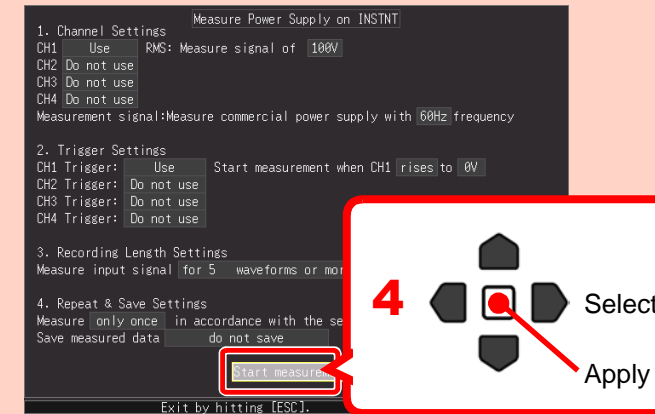 Measure Power Supply on INSTNT
1. Channel Settings
CH1 Use RMS: Measure signal of 100V
CH2 Do not use
CH3 Do not use
CH4 Do not use
Measurement signal:Measure commercial power supply with 60Hz frequency
2. Trigger Settings
CH1 Trigger: Use Start measurement when CH1 rises to 0V
CH2 Trigger: Do not use
CH3 Trigger: Do not use
CH4 Trigger: Do not use
3. Recording Length Settings
Measure input signal for 5 waveforms or mor
4. Repeat & Save Settings
Measure only once in accordance with the se
Save measured data do not save
Start measurem
Exit by hitting [ESC].
4
Select
Apply